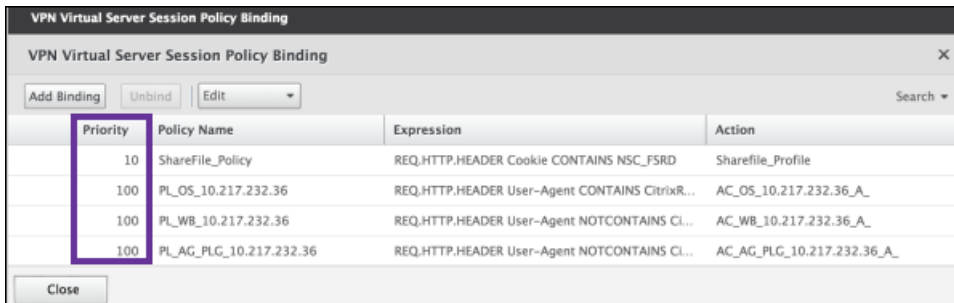 VPN Virtual Server Session Policy Binding
VPN Virtual Server Session Policy Binding ×
Add Binding Unbind Edit Search
Priority Policy Name Expression Action
10 ShareFile_Policy REQ.HTTP.HEADER Cookie CONTAINS NSC_FSRD Sharefile_Profile
100 PL_OS_10.217.232.36 REQ.HTTP.HEADER User-Agent CONTAINS CitrixR... AC_OS_10.217.232.36_A_
100 PL_WB_10.217.232.36 REQ.HTTP.HEADER User-Agent NOTCONTAINS Ci... AC_WB_10.217.232.36_A_
100 PL_AG_PLG_10.217.232.36 REQ.HTTP.HEADER User-Agent NOTCONTAINS Ci... AC_AG_PLG_10.217.232.36_A_
Close